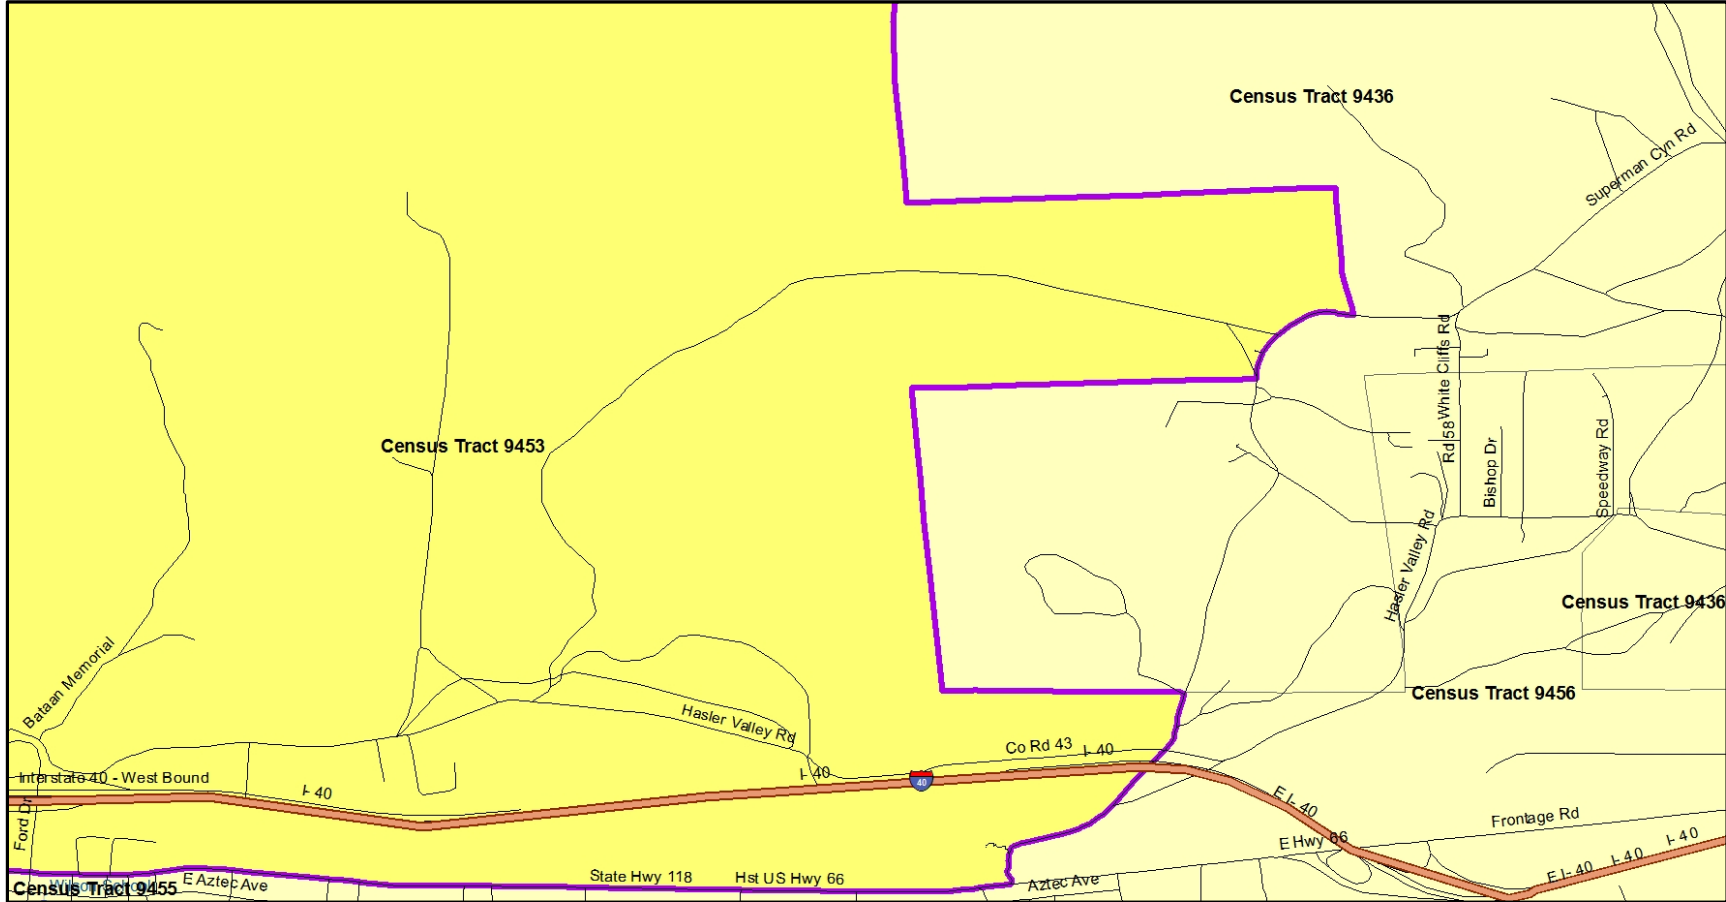 Census Tract 9436
Superman Cyn Rd
Rd 58 White Cliffs Rd
Census Tract 9453
Bishop Dr
Speedway Rd
Hasler Valley Rd
Census Tract 9436
Bataan Memorial
Census Tract 9456
Hasler Valley Rd
Co Rd 43
I- 40
Interstate 40 - West Bound
I- 40
I- 40
40
E I- 40
Ford Dr
Frontage Rd
E Hwy 66
I- 40
I- 40
E I- 40
Wilson School
Census Tract 9455
E Aztec Ave
State Hwy 118
Hst US Hwy 66
Aztec Ave